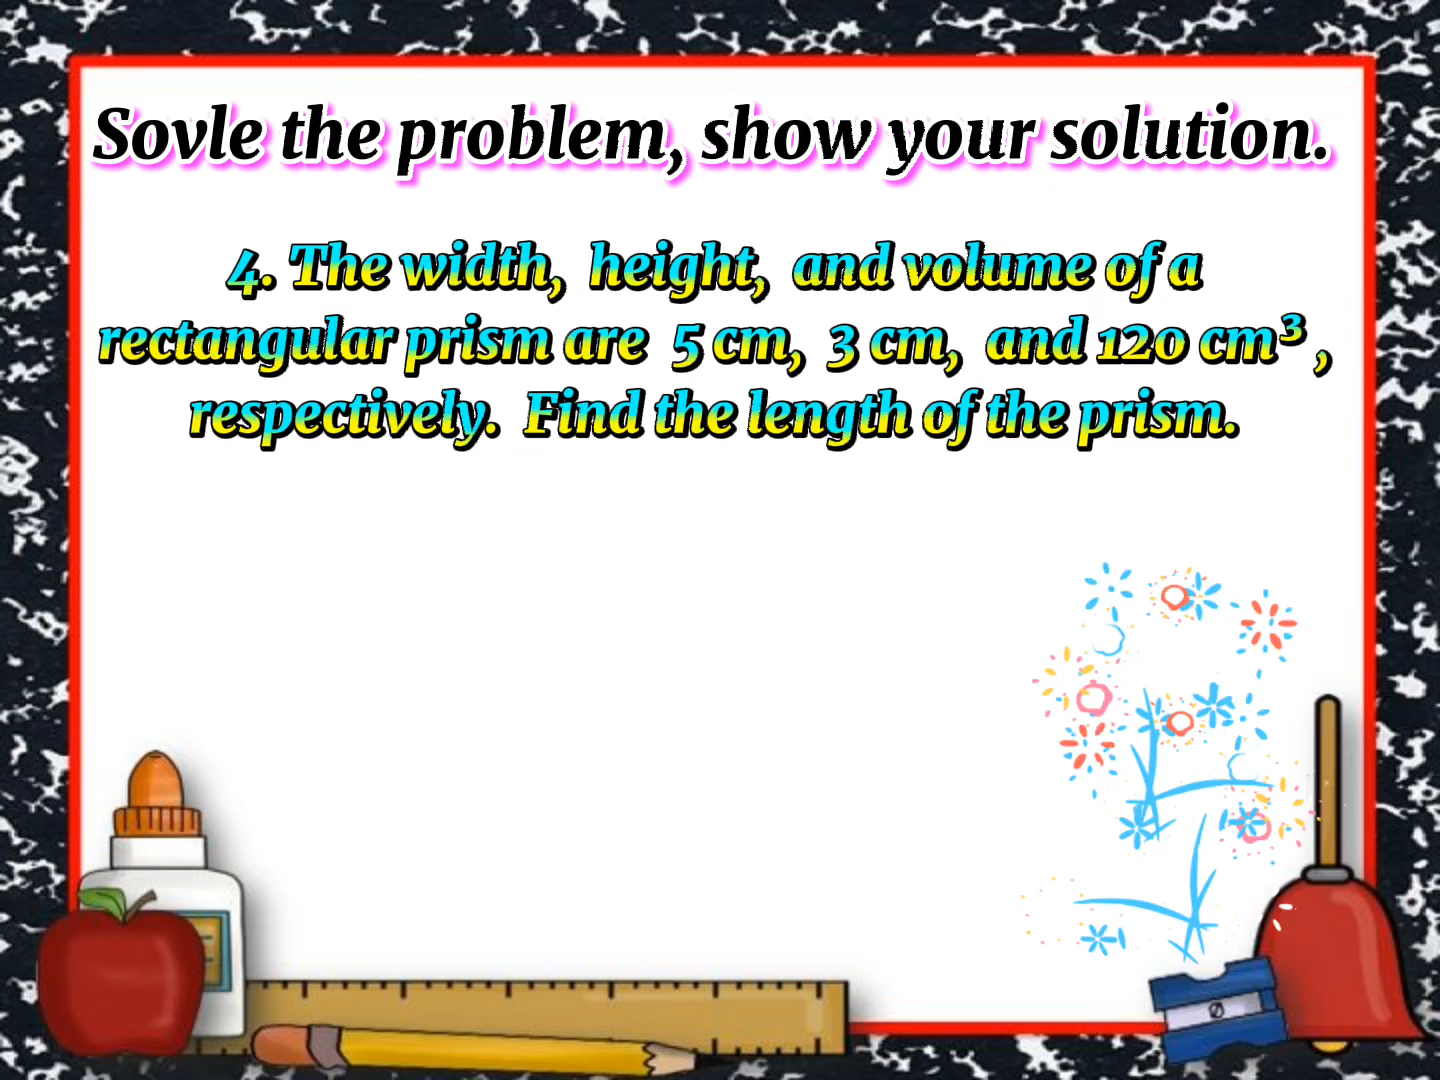 Sovle the problem, show your solution.
4. The width, height, and volume of a
rectangular prism are 5 cm, 3 cm, and 120 cm³ ,
respectively. Find the length of the prism.